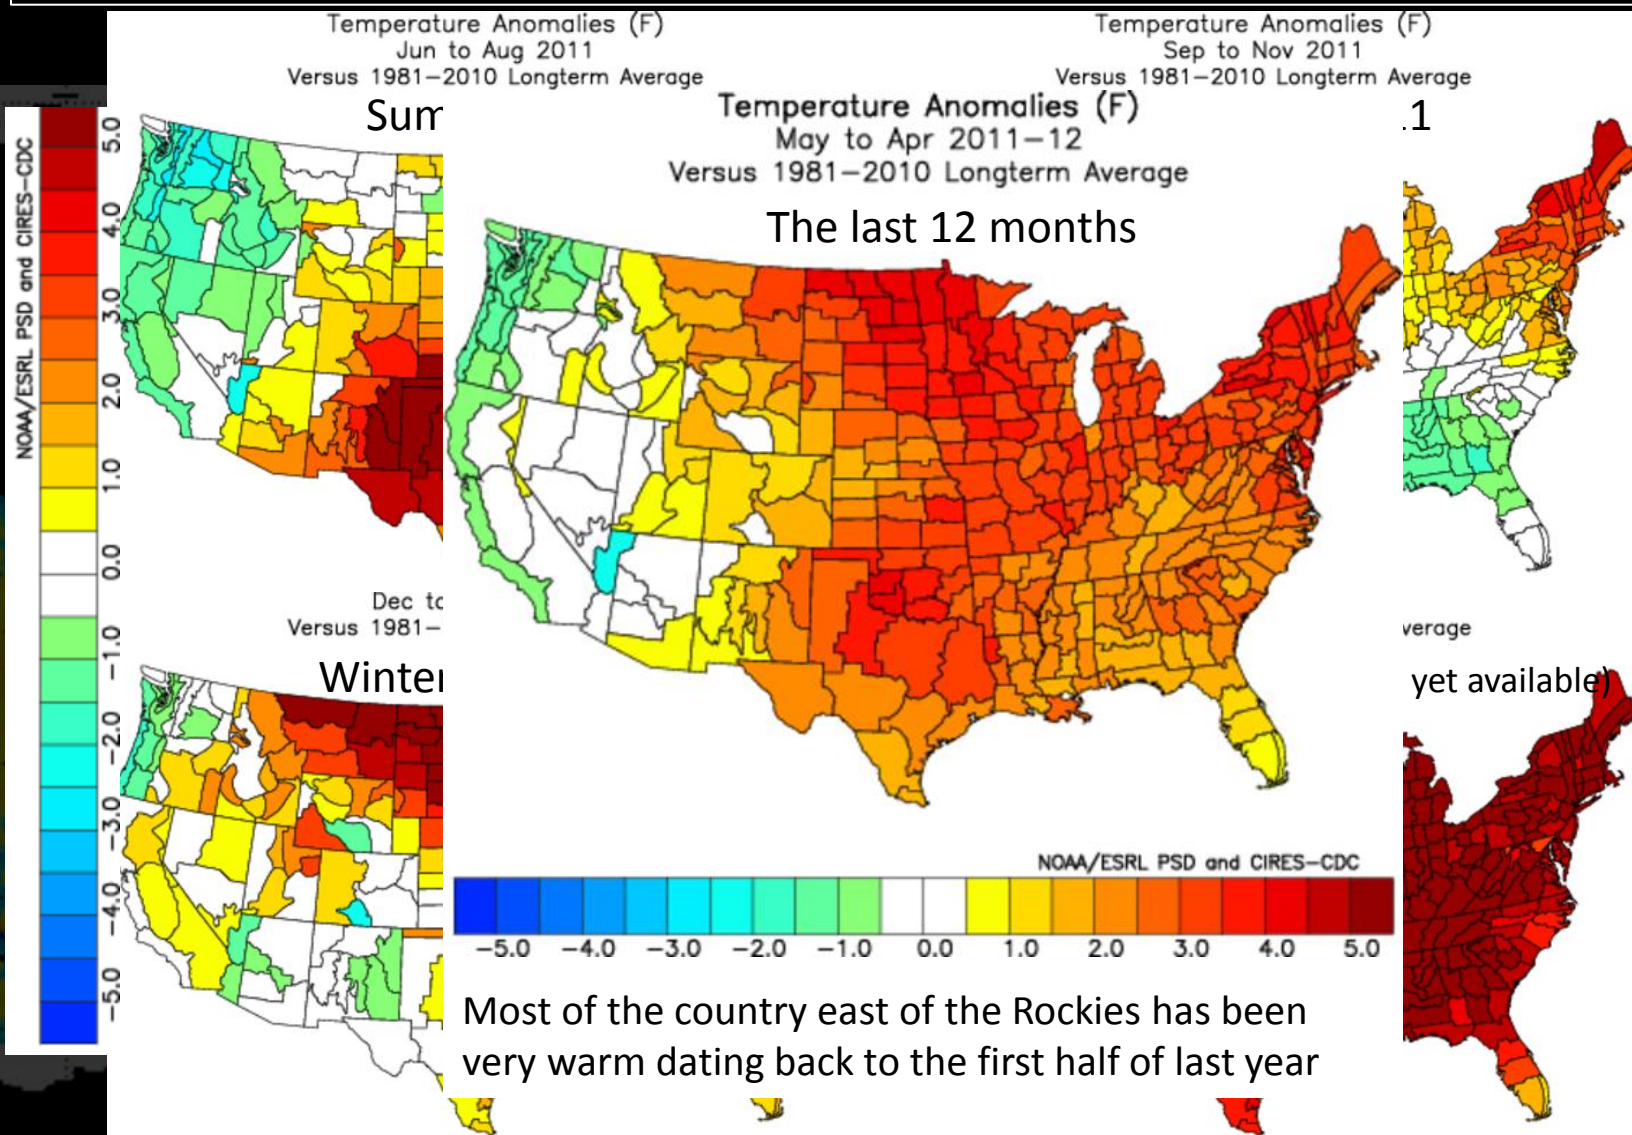 Temperature Anomalies (F)
Jun to Aug 2011
Versus 1981-2010 Longterm Average
Temperature Anomalies (F)
Sep to Nov 2011
Versus 1981-2010 Longterm Average
Sum
11
Temperature Anomalies (F)
May to Apr 2011-12
Versus 1981-2010 Longterm Average
The last 12 months
NOAA/ESRL PSD and CIRES-CDC
5.0
4.0
3.0
2.0
1.0
0.0
-1.0
-2.0
-3.0
-4.0
-5.0
Dec to
Versus 1981-
Winter
verage
yet available)
NOAA/ESRL PSD and CIRES-CDC
-5.0 -4.0 -3.0 -2.0 -1.0 0.0 1.0 2.0 3.0 4.0 5.0
Most of the country east of the Rockies has been
very warm dating back to the first half of last year